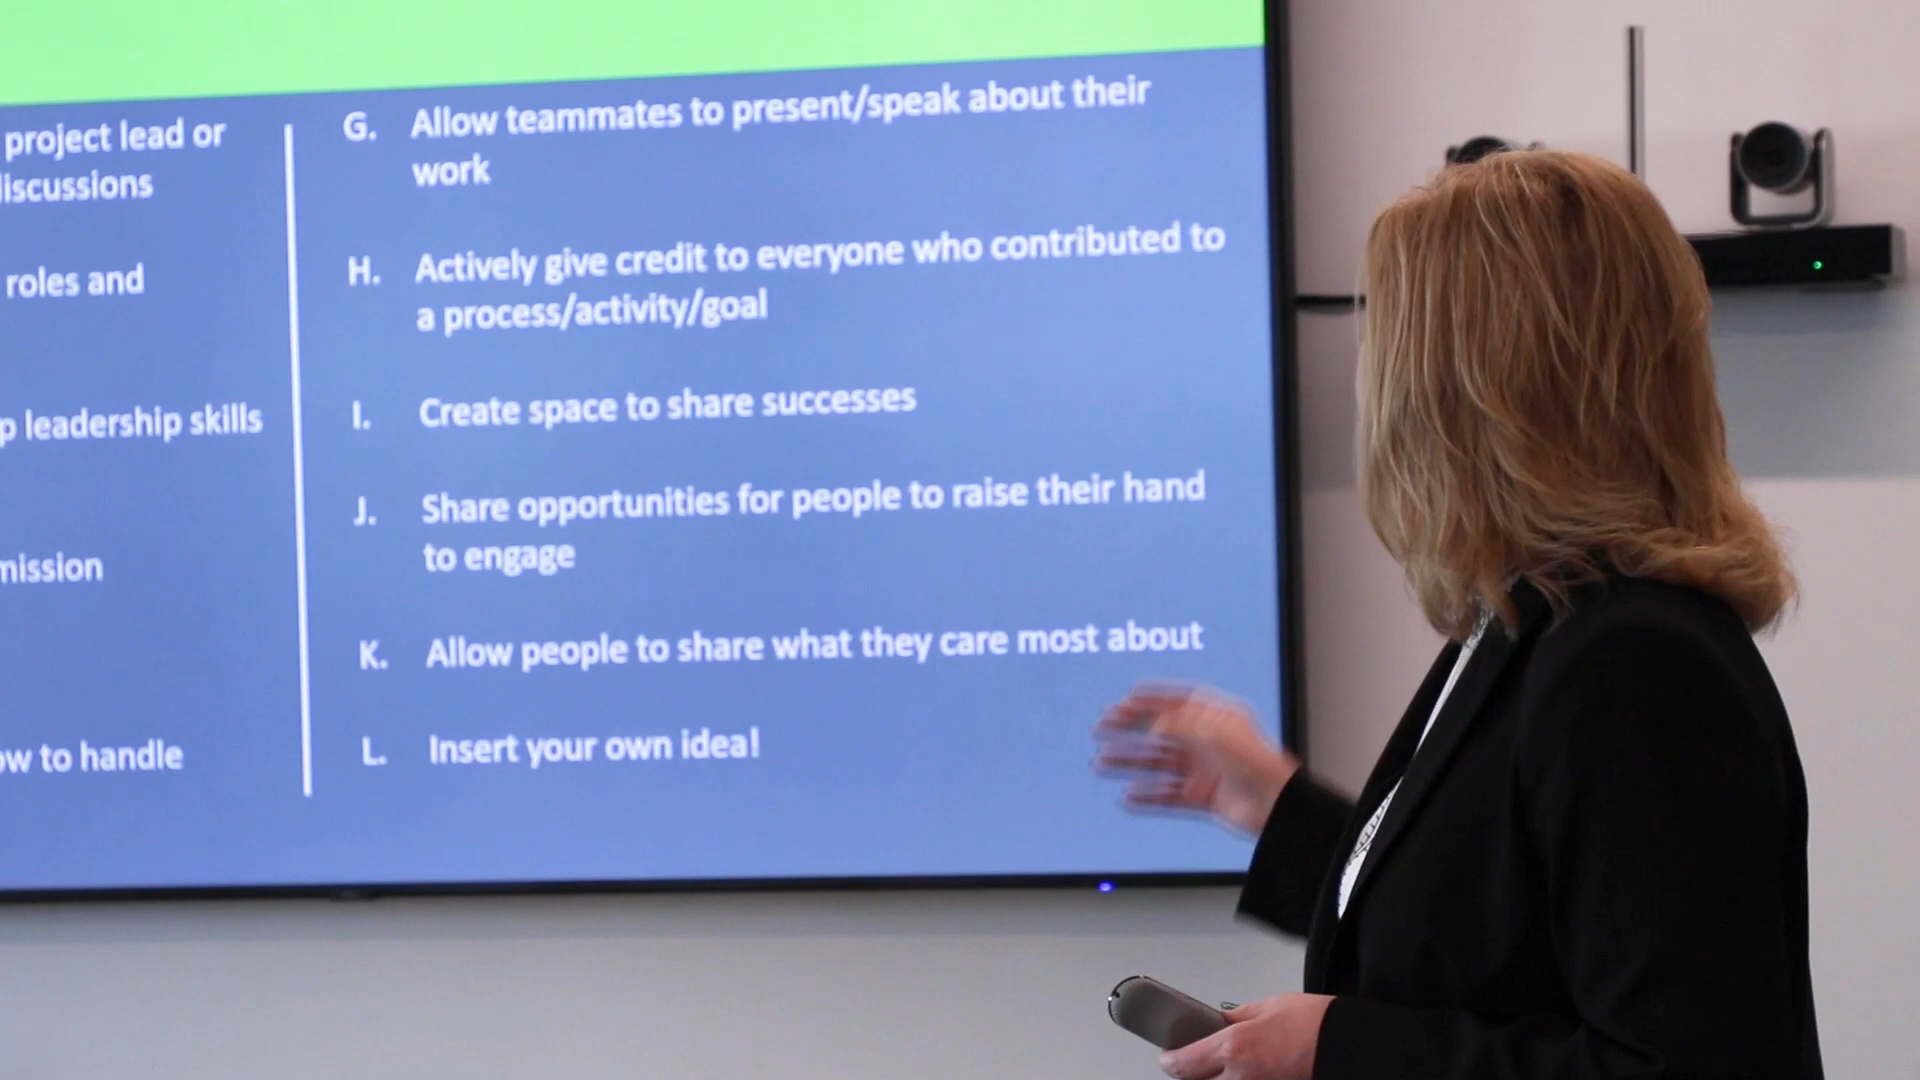 project lead or
discussions
roles and
leadership skills
mission
to handle
G. Allow teammates to present/speak about their
work
H. Actively give credit to everyone who contributed to
a process/activity/goal
I. Create space to share successes
J. Share opportunities for people to raise their hand
to engage
K. Allow people to share what they care most about
L. Insert your own idea!